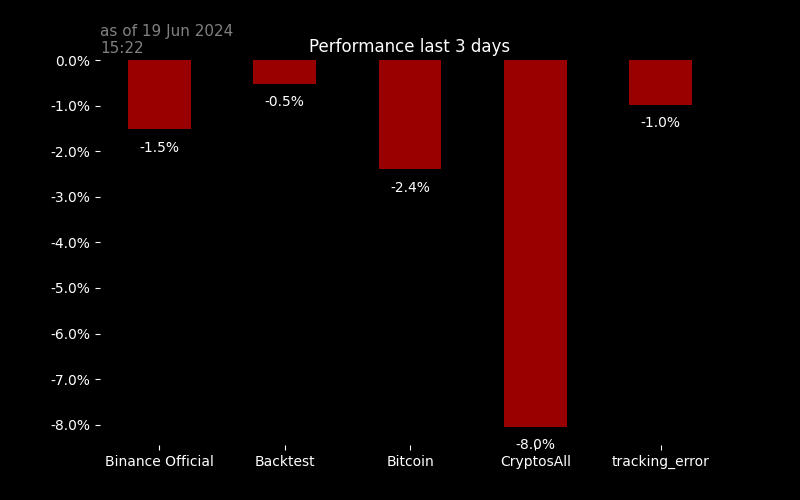 as of 19 Jun 2024
15:22
Performance last 3 days
0.0%
-1.0%
-2.0%
-3.0%
-4.0%
-5.0%
-6.0%
-7.0%
-8.0%
-1.5%
-0.5%
-2.4%
-8.0%
-1.0%
Binance Official
Backtest
Bitcoin
CryptosAll
tracking_error